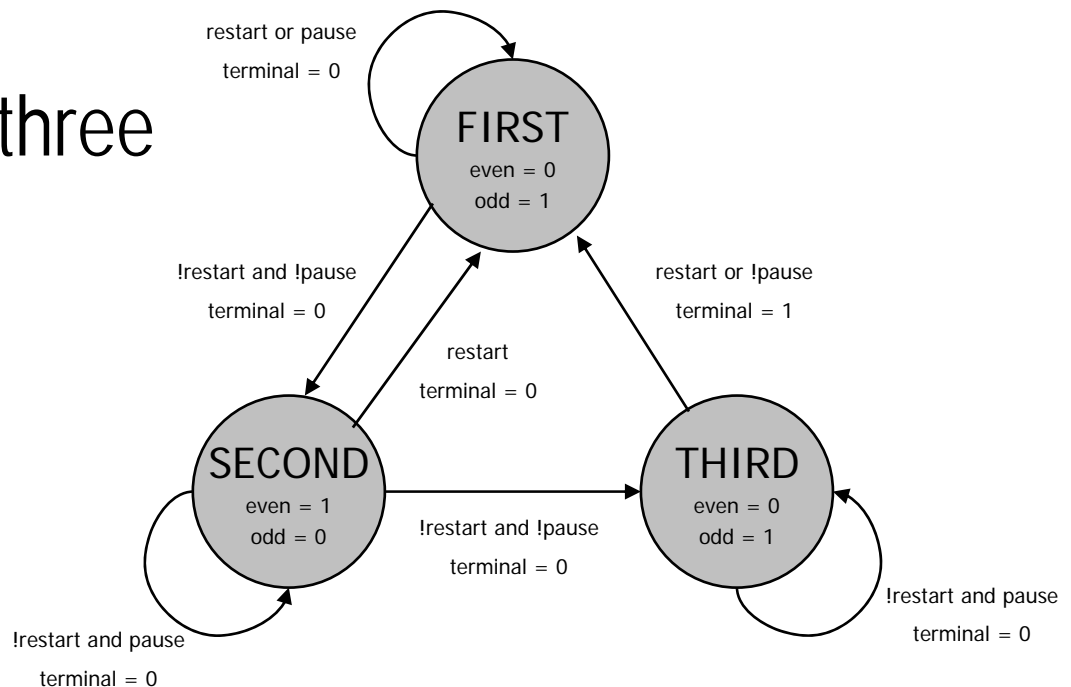 restart or pause
terminal = 0
three
FIRST
even = 0
odd = 1
!restart and !pause
terminal = 0
restart or !pause
terminal = 1
restart
terminal = 0
SECOND
even = 1
odd = 0
THIRD
even = 0
odd = 1
!restart and !pause
terminal = 0
!restart and pause
terminal = 0
!restart and pause
terminal = 0